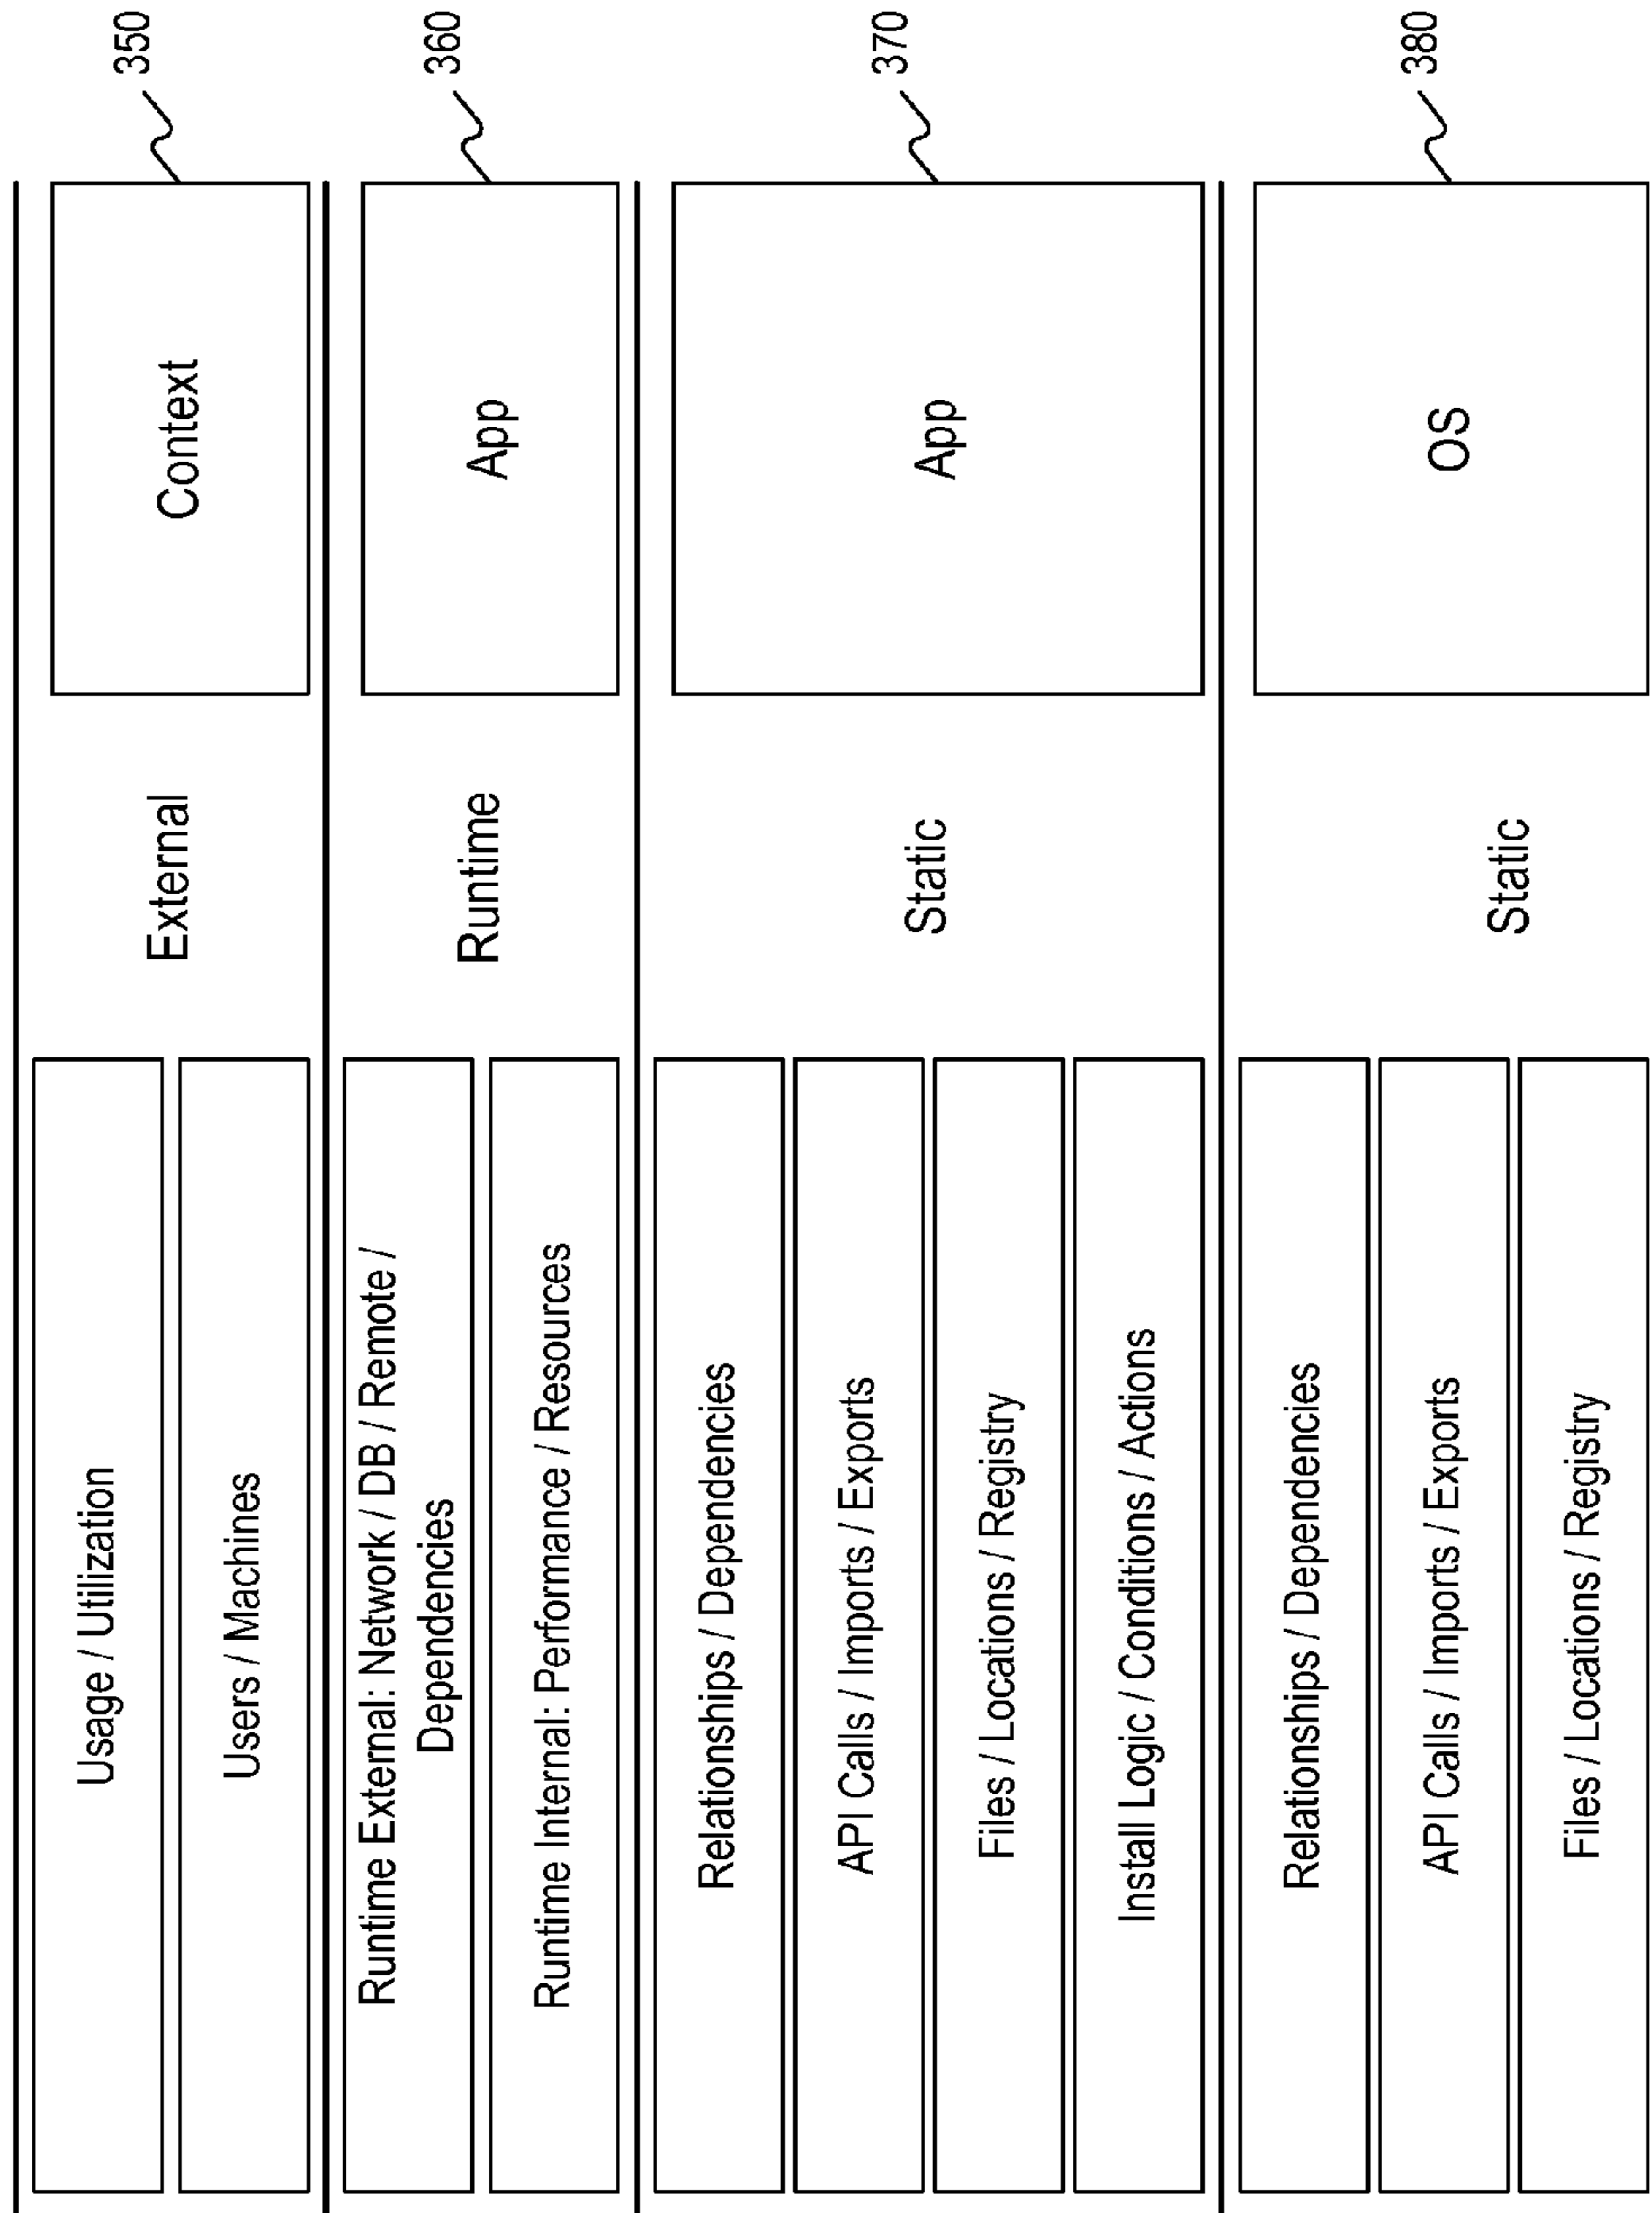 Usage / Utilization
Users / Machines
External
Context
350
Runtime External: Network / DB / Remote /
Dependencies
Runtime Internal: Performance / Resources
Runtime
App
360
Relationships / Dependencies
API Calls / Imports / Exports
Files / Locations / Registry
Install Logic / Conditions / Actions
Static
App
370
Relationships / Dependencies
API Calls / Imports / Exports
Files / Locations / Registry
Static
OS
380